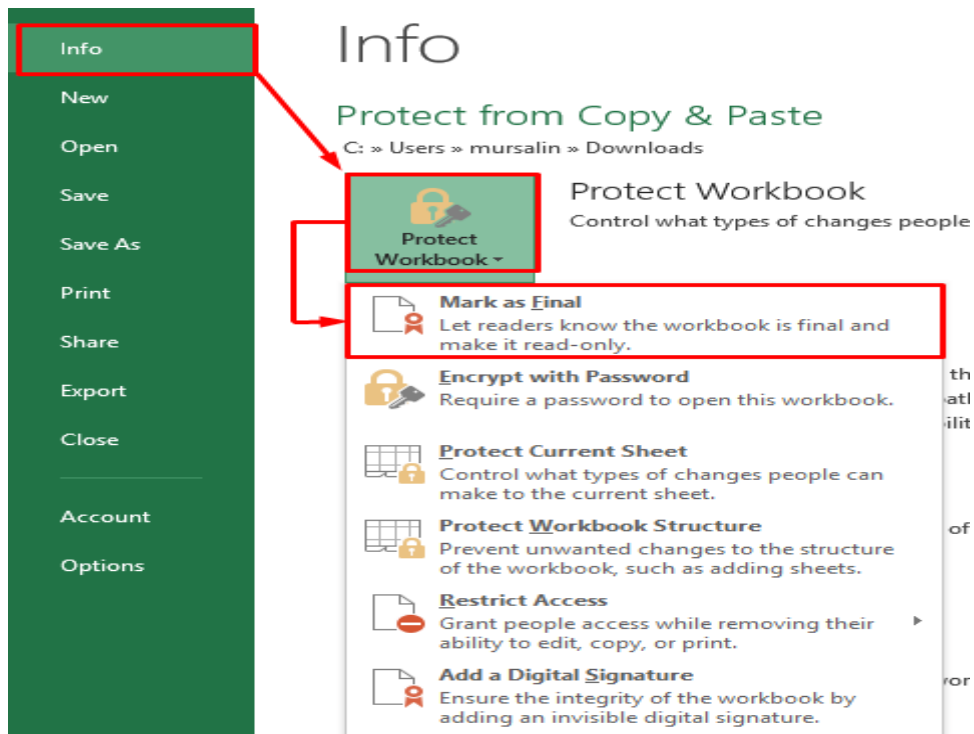 Info
New
Open
Save
Save As
Print
Share
Export
Close
Account
Options
Info
Protect from Copy & Paste
C: » Users » mursalin » Downloads
Protect
Workbook
Protect Workbook
Control what types of changes people
Mark as Final
Let readers know the workbook is final and
make it read-only.
Encrypt with Password
Require a password to open this workbook.
Protect Current Sheet
Control what types of changes people can
make to the current sheet.
Protect Workbook Structure
Prevent unwanted changes to the structure
of the workbook, such as adding sheets.
Restrict Access
Grant people access while removing their
ability to edit, copy, or print.
Add a Digital Signature
Ensure the integrity of the workbook by
adding an invisible digital signature.
of